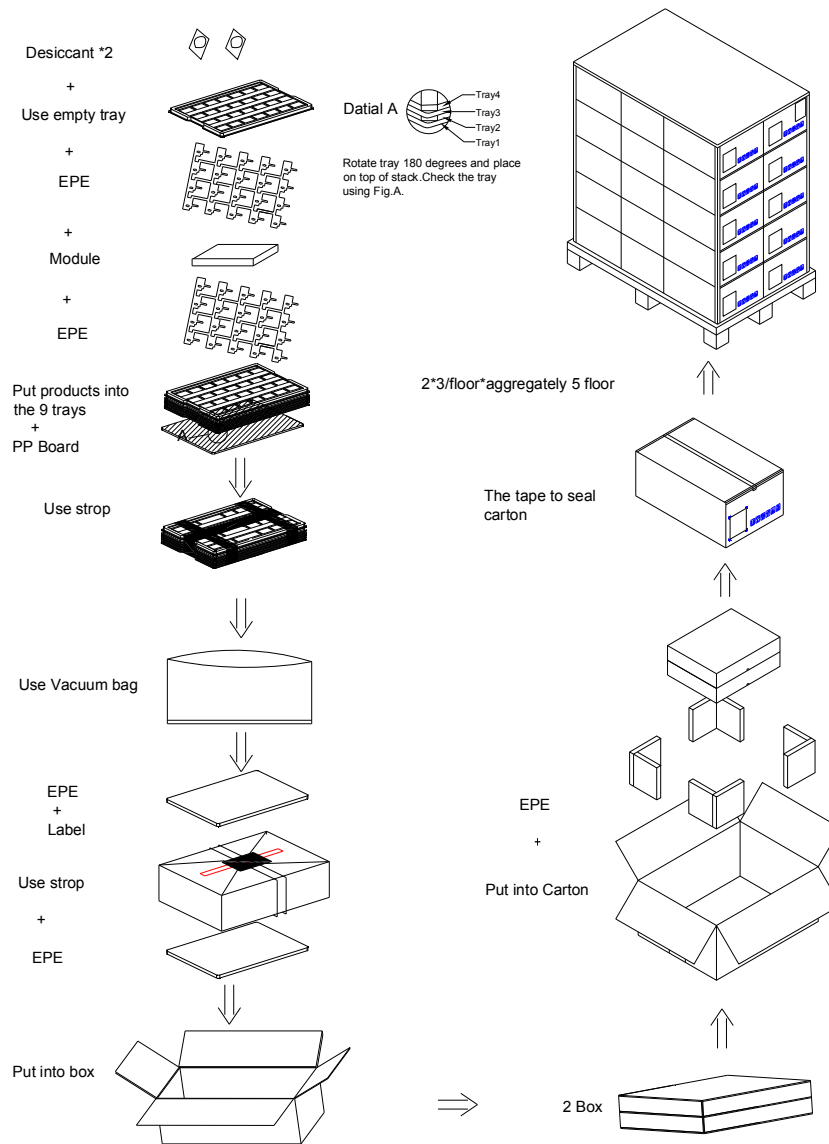 Desiccant *2
+
Use empty tray
+
EPE
+
Module
+
EPE
Put products into
the 9 trays
+
PP Board
Use strop
Use Vacuum bag
EPE
+
Label
Use strop
+
EPE
Put into box
Datial A
Tray4
Tray3
Tray2
Tray1
Rotate tray 180 degrees and place
on top of stack.Check the tray
using Fig.A.
2 Box
EPE
+
Put into Carton
The tape to seal
carton
2*3/floor*aggregately 5 floor